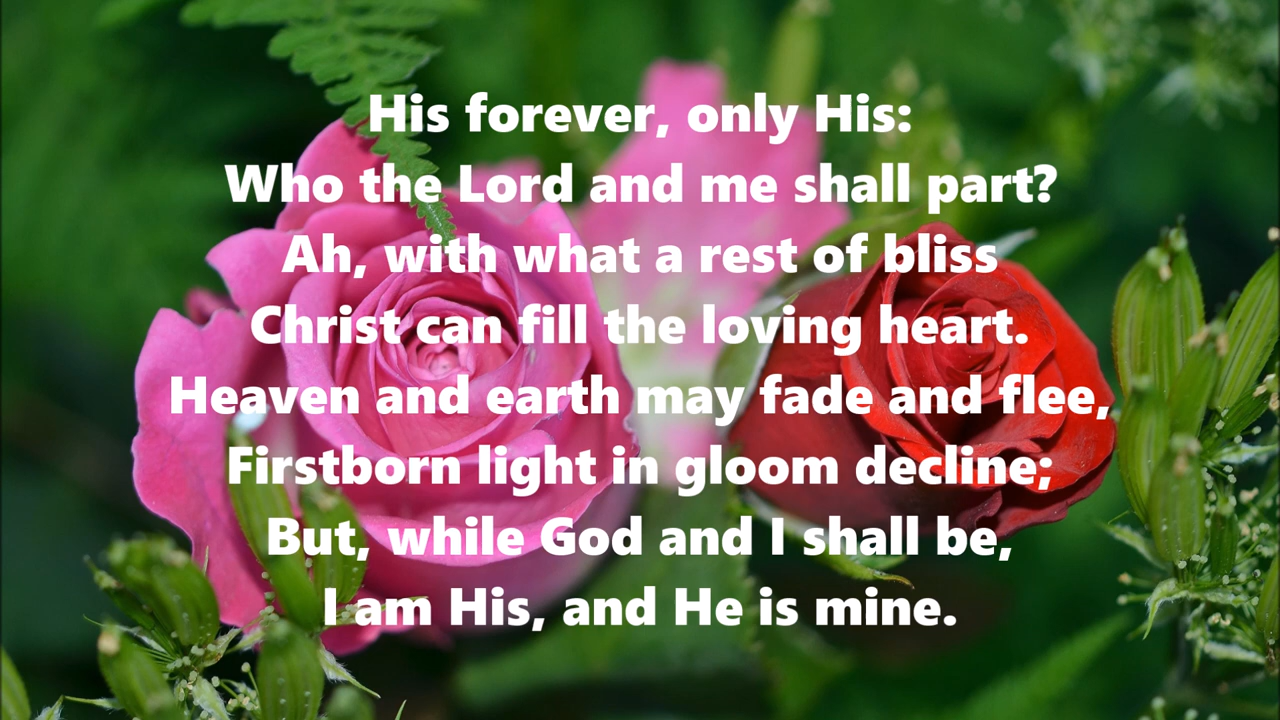 His forever, only His:
Who the Lord and me shall part?
Ah, with what a rest of bliss
Christ can fill the loving heart.
Heaven and earth may fade and flee,
Firstborn light in gloom decline;
But, while God and I shall be,
I am His, and He is mine.